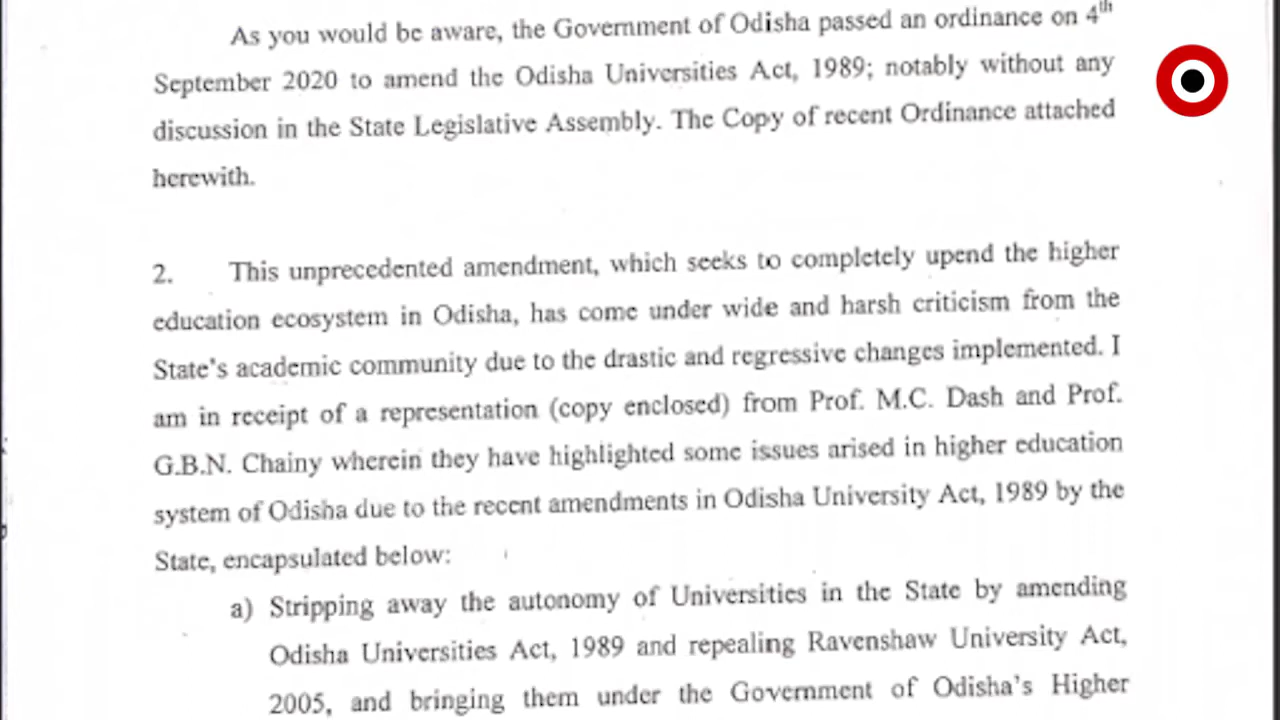 As you would be aware, the Government of Odisha passed an ordinance on 4th
September 2020 to amend the Odisha Universities Act, 1989; notably without any
discussion in the State Legislative Assembly. The Copy of recent Ordinance attached
herewith.
2. This unprecedented amendment, which seeks to completely upend the higher
education ecosystem in Odisha, has come under wide and harsh criticism from the
State's academic community due to the drastic and regressive changes implemented. I
am in receipt of a representation (copy enclosed) from Prof. M.C. Dash and Prof.
G.B.N. Chainy wherein they have highlighted some issues arised in higher education
system of Odisha due to the recent amendments in Odisha University Act, 1989 by the
State, encapsulated below:
a) Stripping away the autonomy of Universities in the State by amending
Odisha Universities Act, 1989 and repealing Ravenshaw University Act,
2005, and bringing them under the Government of Odisha's Higher